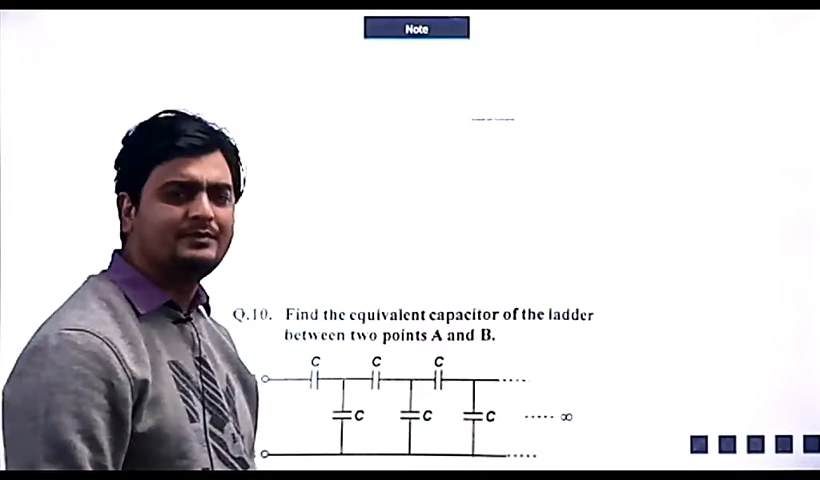 Note
Q.10. Find the equivalent capacitor of the ladder
between two points A and B.
C C C
C C C ∞